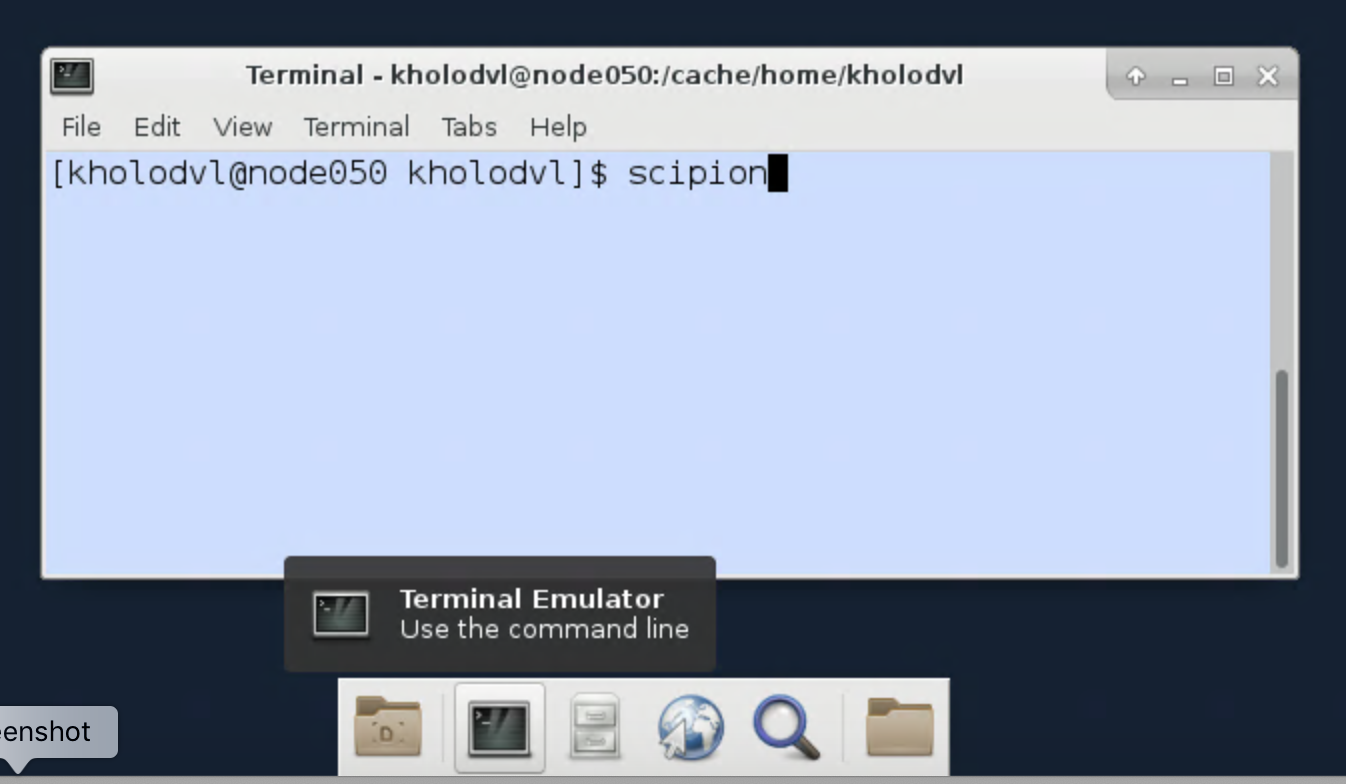 Terminal - kholodvl@node050:/cache/home/kholodvl
File Edit View Terminal Tabs Help
[kholodvl@node050 kholodvl]$ scipion
Terminal Emulator
Use the command line
D
eenshot